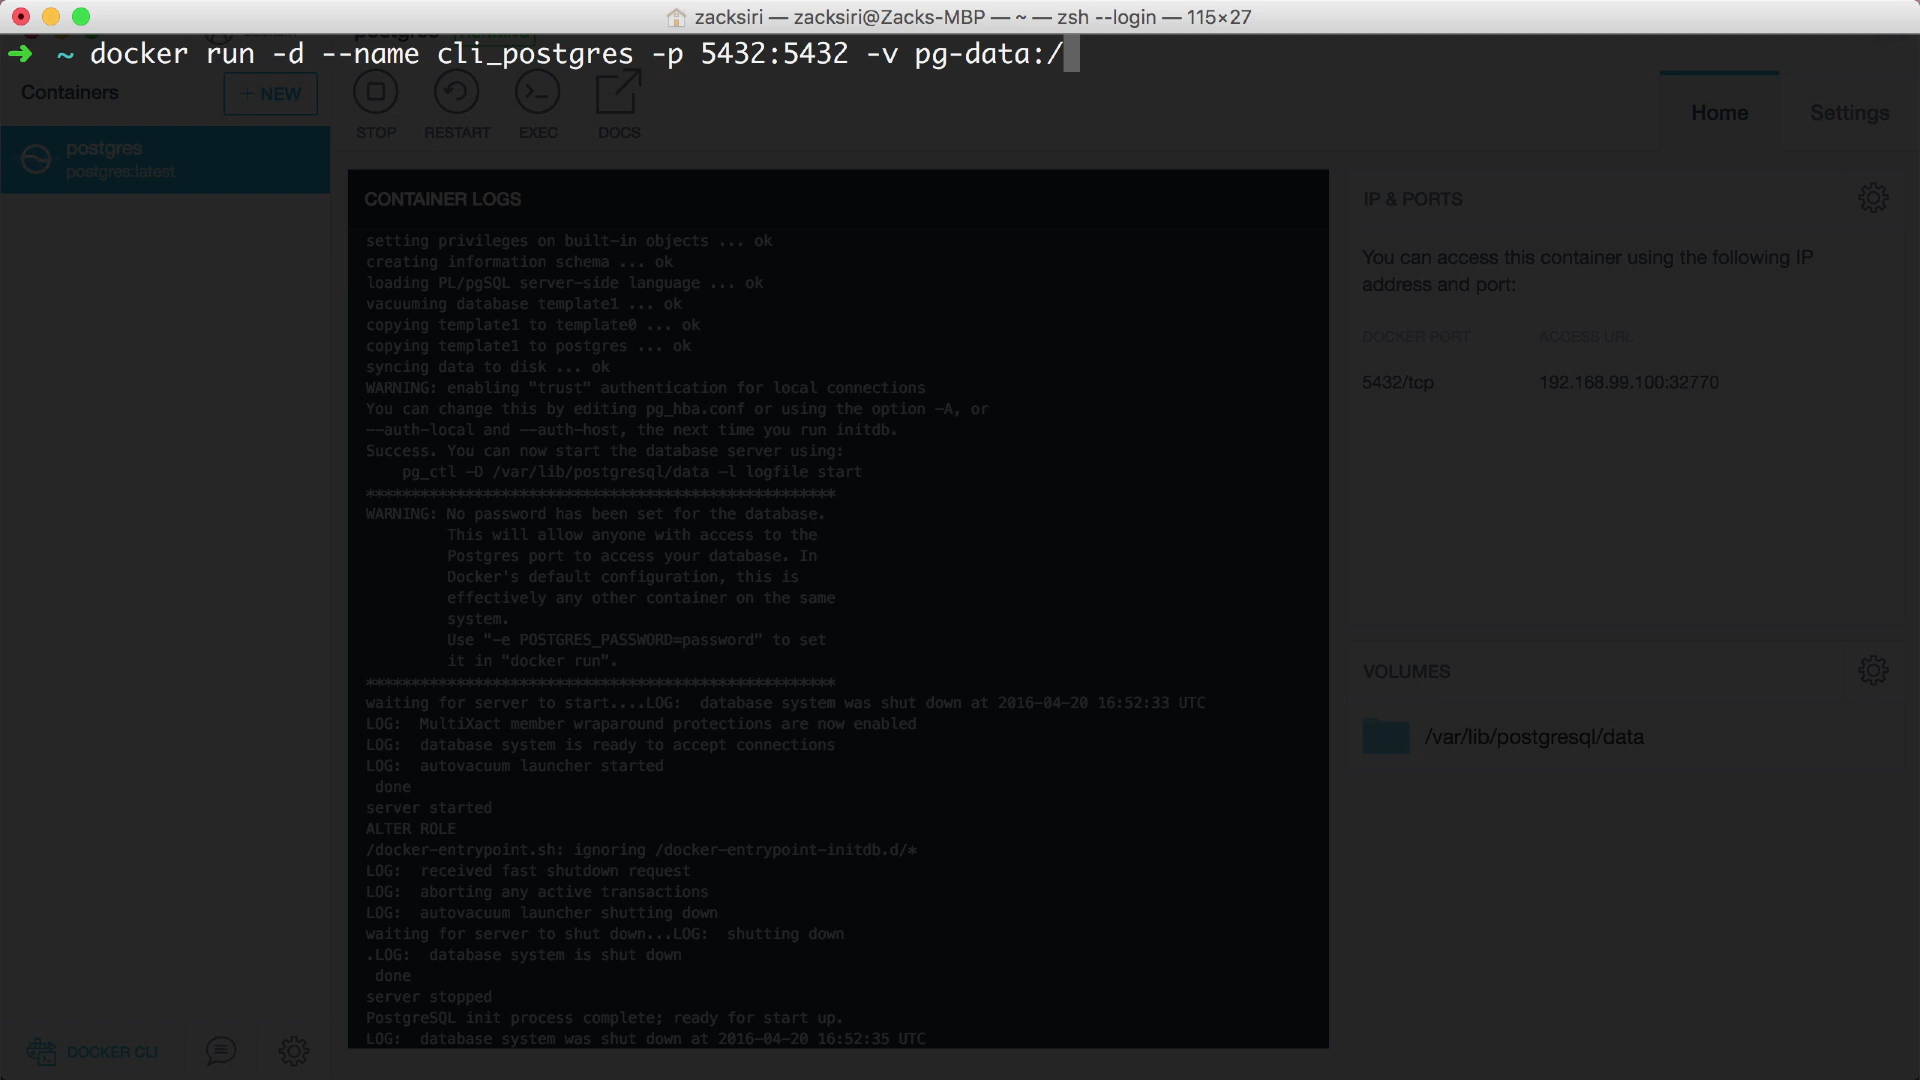 zacksiri — zacksiri@Zacks-MBP — ~ — zsh --login — 115×27
➜ ~ docker run -d --name cli_postgres -p 5432:5432 -v pg-data:/
Containers
+ NEW
STOP
RESTART
EXEC
DOCS
Home
Settings
postgres
postgres:latest
CONTAINER LOGS
setting privileges on built-in objects ... ok
creating information schema ... ok
loading PL/pgSQL server-side language ... ok
vacuuming database template1 ... ok
copying template1 to template0 ... ok
copying template1 to postgres ... ok
syncing data to disk ... ok
WARNING: enabling "trust" authentication for local connections
You can change this by editing pg_hba.conf or using the option -A, or
--auth-local and --auth-host, the next time you run initdb.
Success. You can now start the database server using:
pg_ctl -D /var/lib/postgresql/data -l logfile start
****************************************************
WARNING: No password has been set for the database.
This will allow anyone with access to the
Postgres port to access your database. In
Docker's default configuration, this is
effectively any other container on the same
system.
Use "-e POSTGRES_PASSWORD=password" to set
it in "docker run".
****************************************************
waiting for server to start....LOG:  database system was shut down at 2016-04-20 16:52:33 UTC
LOG:  MultiXact member wraparound protections are now enabled
LOG:  database system is ready to accept connections
LOG:  autovacuum launcher started
done
server started
ALTER ROLE
/docker-entrypoint.sh: ignoring /docker-entrypoint-initdb.d/*
LOG:  received fast shutdown request
LOG:  aborting any active transactions
LOG:  autovacuum launcher shutting down
waiting for server to shut down...LOG:  shutting down
.LOG:  database system is shut down
done
server stopped
PostgreSQL init process complete; ready for start up.
LOG:  database system was shut down at 2016-04-20 16:52:35 UTC
IP & PORTS
You can access this container using the following IP
address and port:
DOCKER PORT
ACCESS URL
5432/tcp
192.168.99.100:32770
VOLUMES
/var/lib/postgresql/data
DOCKER CLI